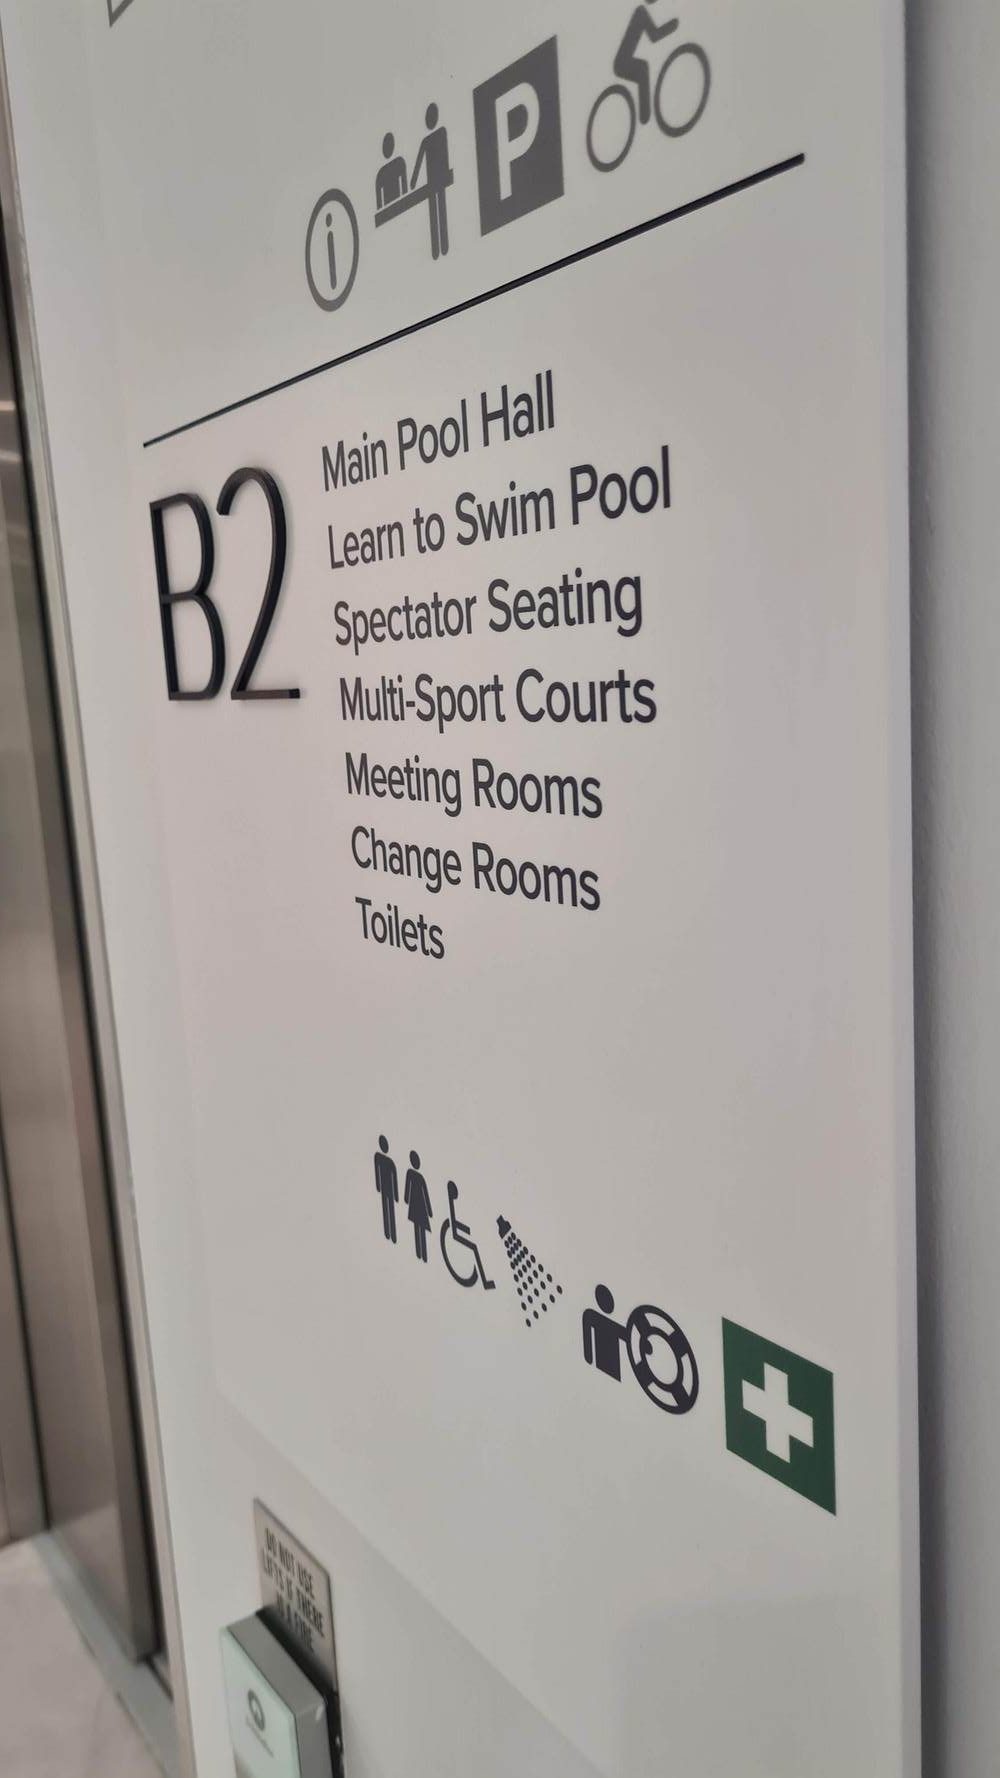 i
P
B2
Main Pool Hall
Learn to Swim Pool
Spectator Seating
Multi-Sport Courts
Meeting Rooms
Change Rooms
Toilets
DO NOT USE
LIFTS IF THERE
IS A FIRE